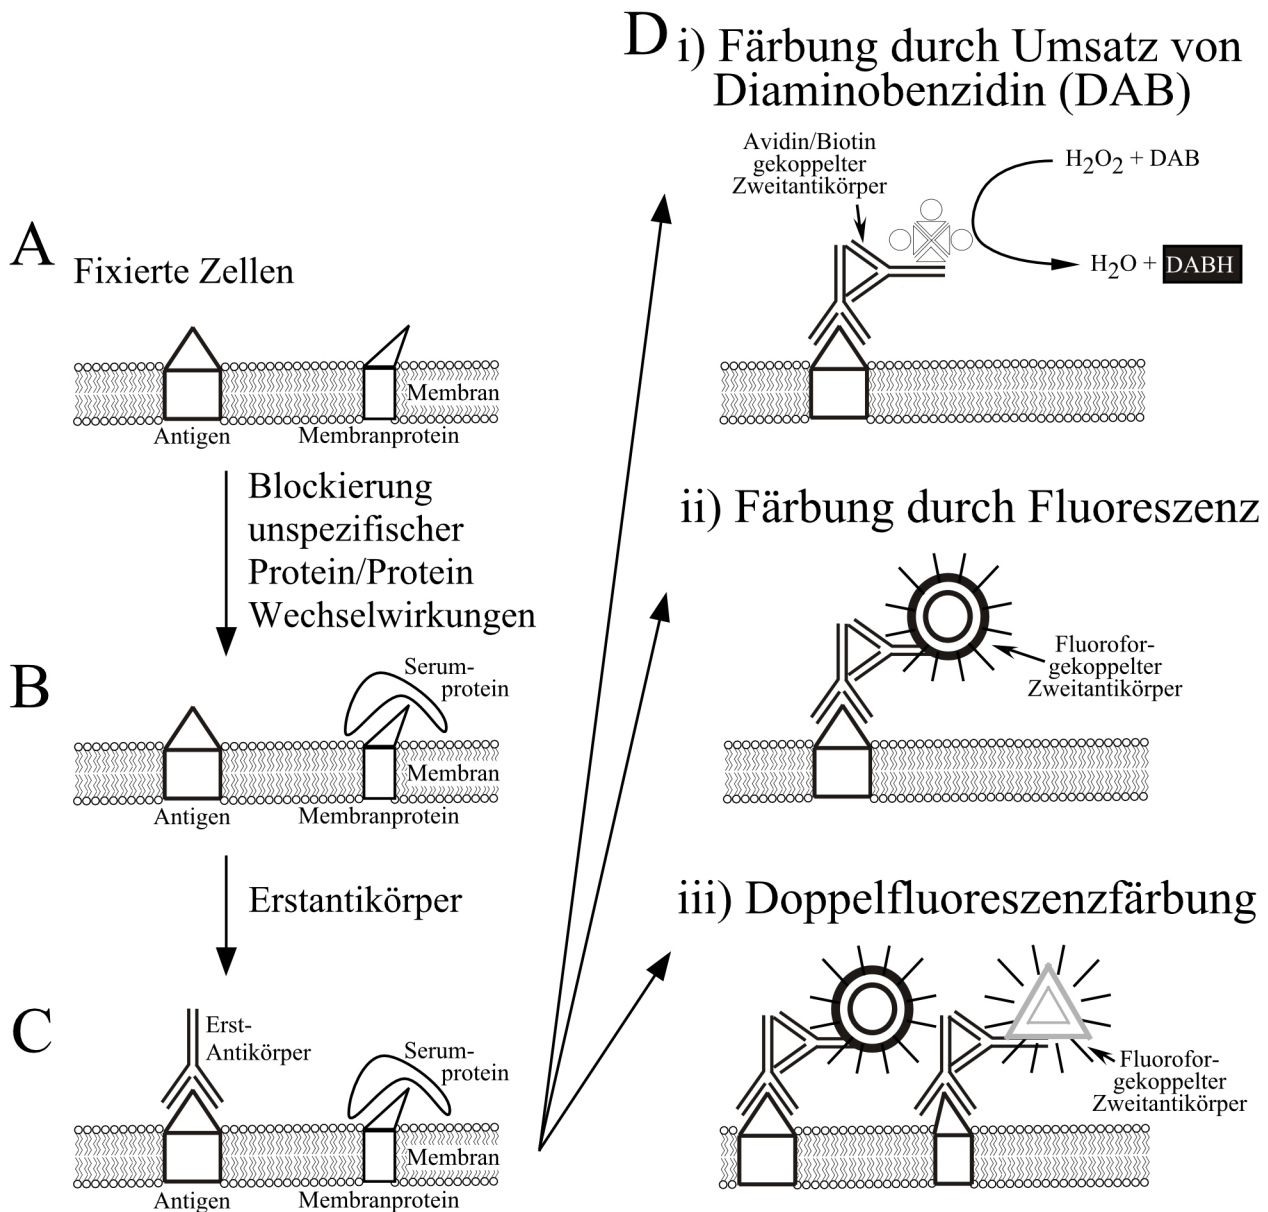 A
Fixierte Zellen
Membran
Antigen
Membranprotein
Blockierung
unspezifischer
Protein/Protein
Wechselwirkungen
B
Serum-
protein
Membran
Antigen
Membranprotein
Erstantikörper
C
Erst-
Antikörper
Serum-
protein
Membran
Antigen
Membranprotein
D
i) Färbung durch Umsatz von
Diaminobenzidin (DAB)
Avidin/Biotin
gekoppelter
Zweitantikörper
H₂O₂ + DAB
H₂O + DABH
ii) Färbung durch Fluoreszenz
Fluorofor-
gekoppelter
Zweitantikörper
iii) Doppelfluoreszenzfärbung
Fluorofor-
gekoppelter
Zweitantikörper